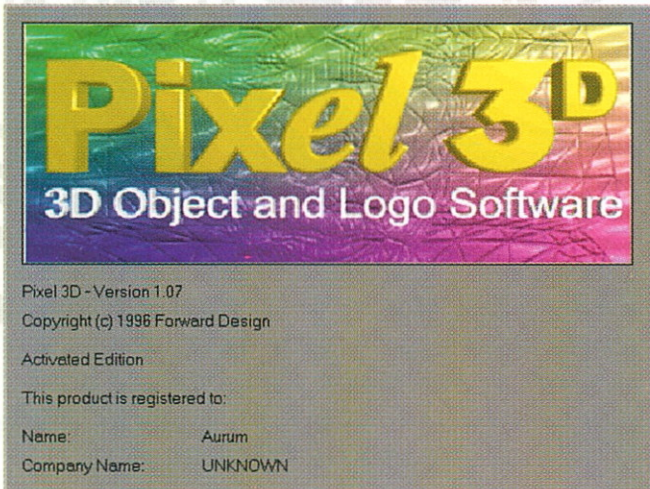 Pixel 3D
3D Object and Logo Software
Pixel 3D - Version 1.07
Copyright (c) 1996 Forward Design
Activated Edition
This product is registered to:
Name: Aurum
Company Name: UNKNOWN